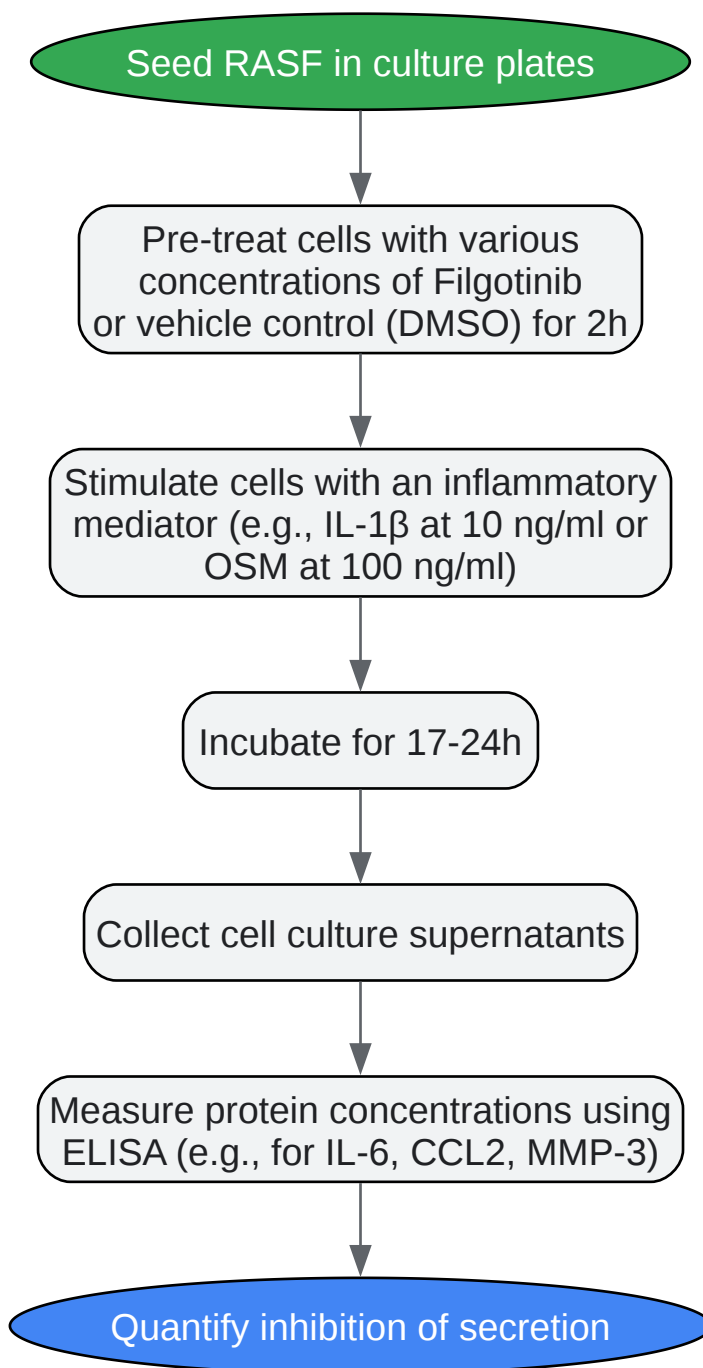 Seed RASF in culture plates
Pre-treat cells with various
concentrations of Filgotinib
or vehicle control (DMSO) for 2h
Stimulate cells with an inflammatory
mediator (e.g., IL-1β at 10 ng/ml or
OSM at 100 ng/ml)
Incubate for 17-24h
Collect cell culture supernatants
Measure protein concentrations using
ELISA (e.g., for IL-6, CCL2, MMP-3)
Quantify inhibition of secretion